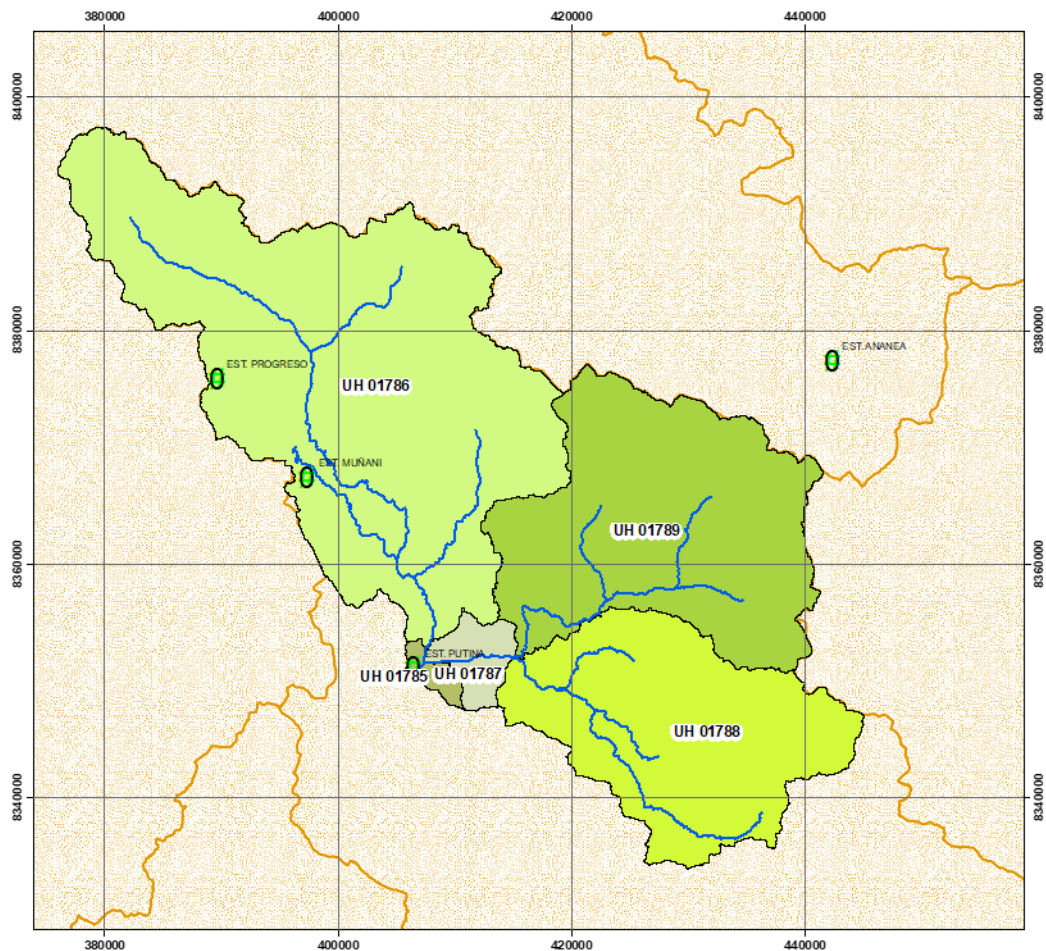 380000 400000 420000 440000
8400000 8400000
8380000 8380000
EST. ANANEA
EST. PROGRESO
UH 01786
EST. MUÑANI
UH 01789
8360000 8360000
EST. PUTINA
UH 01785 UH 01787
UH 01788
8340000 8340000
380000 400000 420000 440000